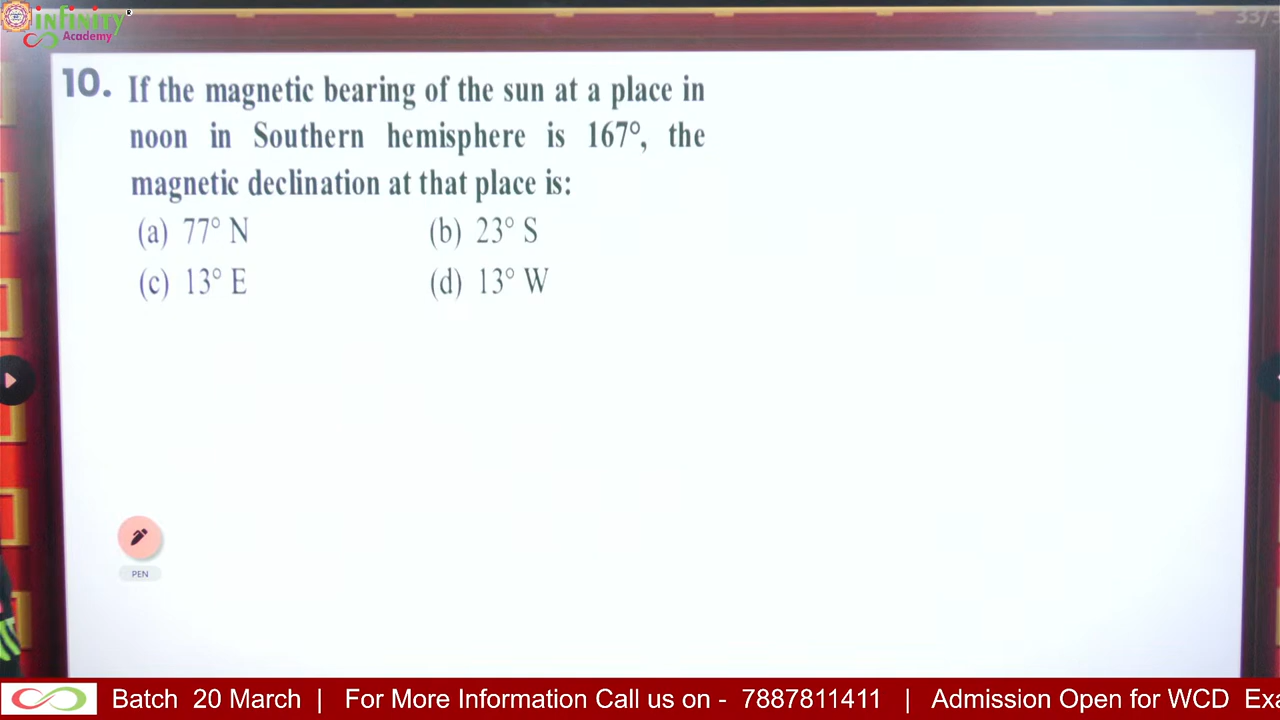 infinity
Academy
33/
10. If the magnetic bearing of the sun at a place in
noon in Southern hemisphere is 167°, the
magnetic declination at that place is:
(a) 77° N (b) 23° S
(c) 13° E (d) 13° W
PEN
Batch 20 March | For More Information Call us on - 7887811411 | Admission Open for WCD Exa